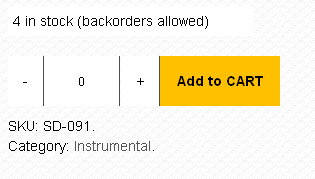 4 in stock (backorders allowed)
- 0 + Add to CART
SKU: SD-091.
Category: Instrumental.